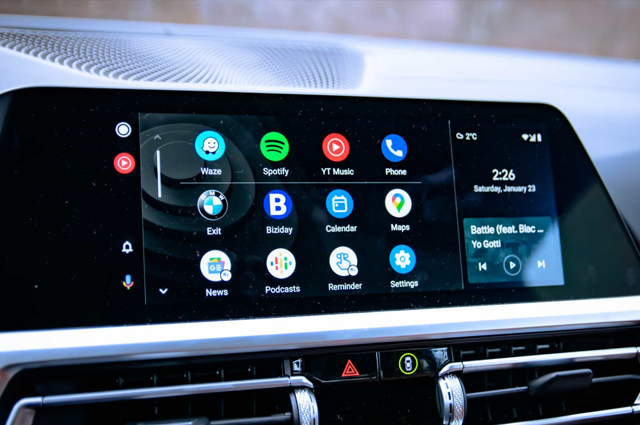 Waze Spotify YT Music Phone
Exit Bizday Calendar Maps
News Podcasts Reminder Settings
2°C
2:26
Saturday, January 23
Battle (feat. Blac ...
Yo Gotti